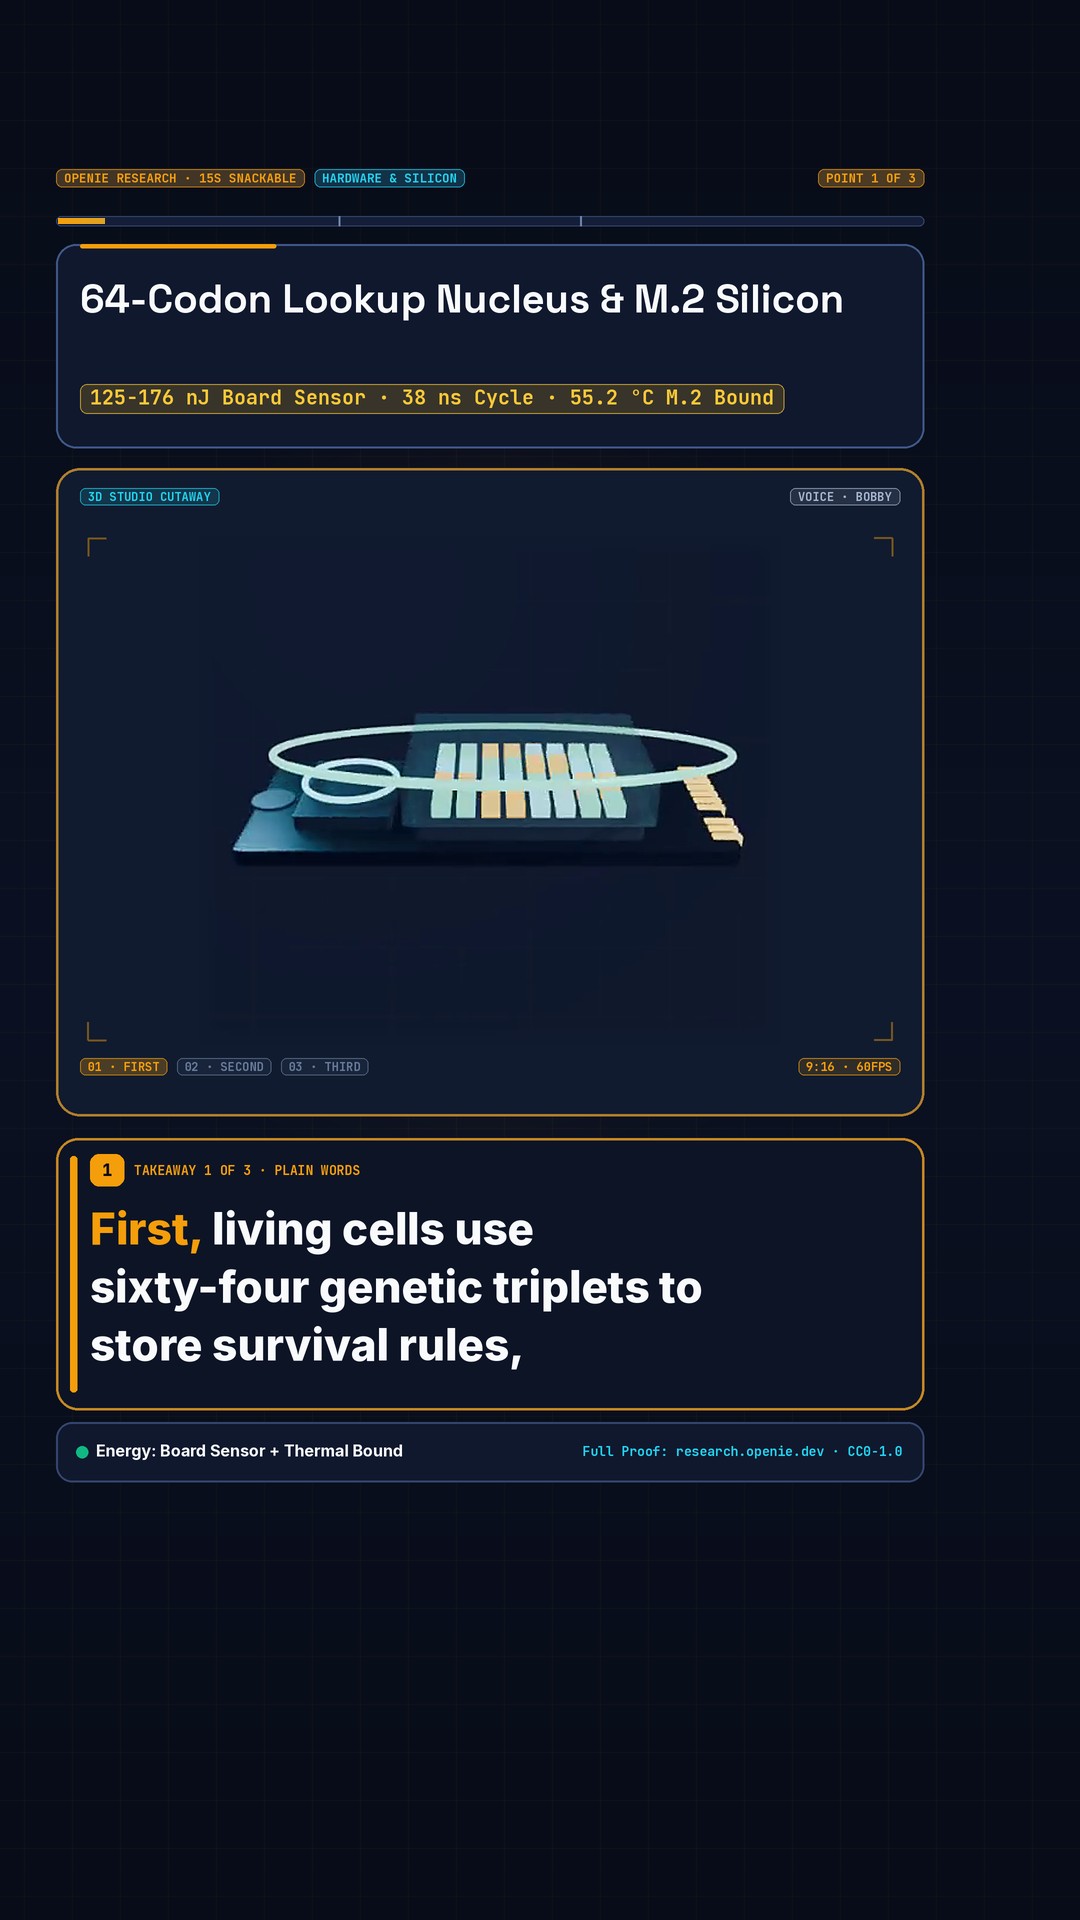 OPENIE RESEARCH · 15S SNACKABLE
HARDWARE & SILICON
POINT 1 OF 3
64-Codon Lookup Nucleus & M.2 Silicon
125-176 nJ Board Sensor · 38 ns Cycle · 55.2 °C M.2 Bound
3D STUDIO CUTAWAY
VOICE · BOBBY
01 · FIRST
02 · SECOND
03 · THIRD
9:16 · 60FPS
1
TAKEAWAY 1 OF 3 · PLAIN WORDS
First, living cells use
sixty-four genetic triplets to
store survival rules,
Energy: Board Sensor + Thermal Bound
Full Proof: research.openie.dev · CC0-1.0